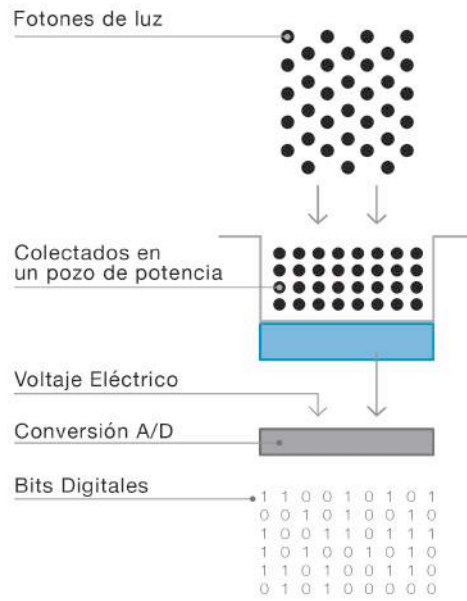 Fotones de luz
Colectados en
un pozo de potencia
Voltaje Eléctrico
Conversión A/D
Bits Digitales
1 1 0 0 1 0 1 0 1
0 0 1 0 1 0 0 1 0
1 1 0 1 0 1 1 1 1
1 0 1 0 0 1 0 1 1
1 1 0 1 0 0 1 1 0
0 1 0 1 0 0 0 0 0